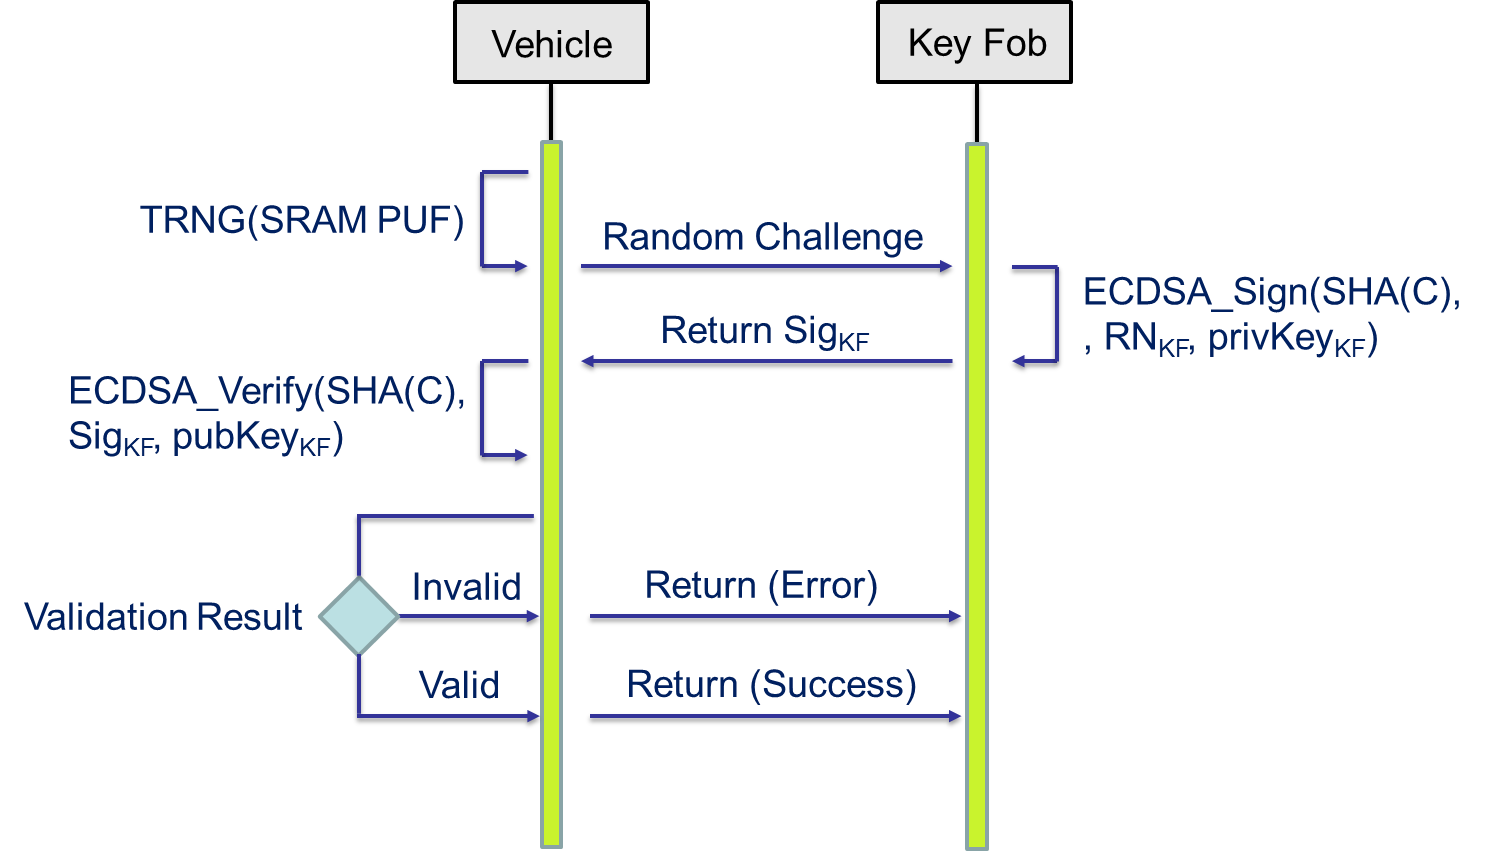 Vehicle
Key Fob
TRNG(SRAM PUF)
Random Challenge
ECDSA_Sign(SHA(C),
, RNKF, privKeyKF)
Return SigKF
ECDSA_Verify(SHA(C),
SigKF, pubKeyKF)
Invalid
Return (Error)
Validation Result
Valid
Return (Success)